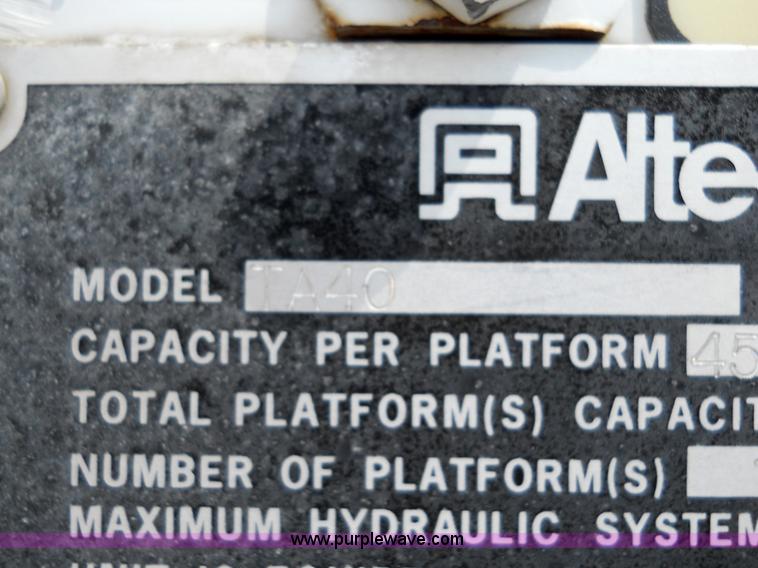 Alte
MODEL TA40
CAPACITY PER PLATFORM 45
TOTAL PLATFORM(S) CAPACIT
NUMBER OF PLATFORM(S)
MAXIMUM HYDRAULIC SYSTEM
www.purplewave.com